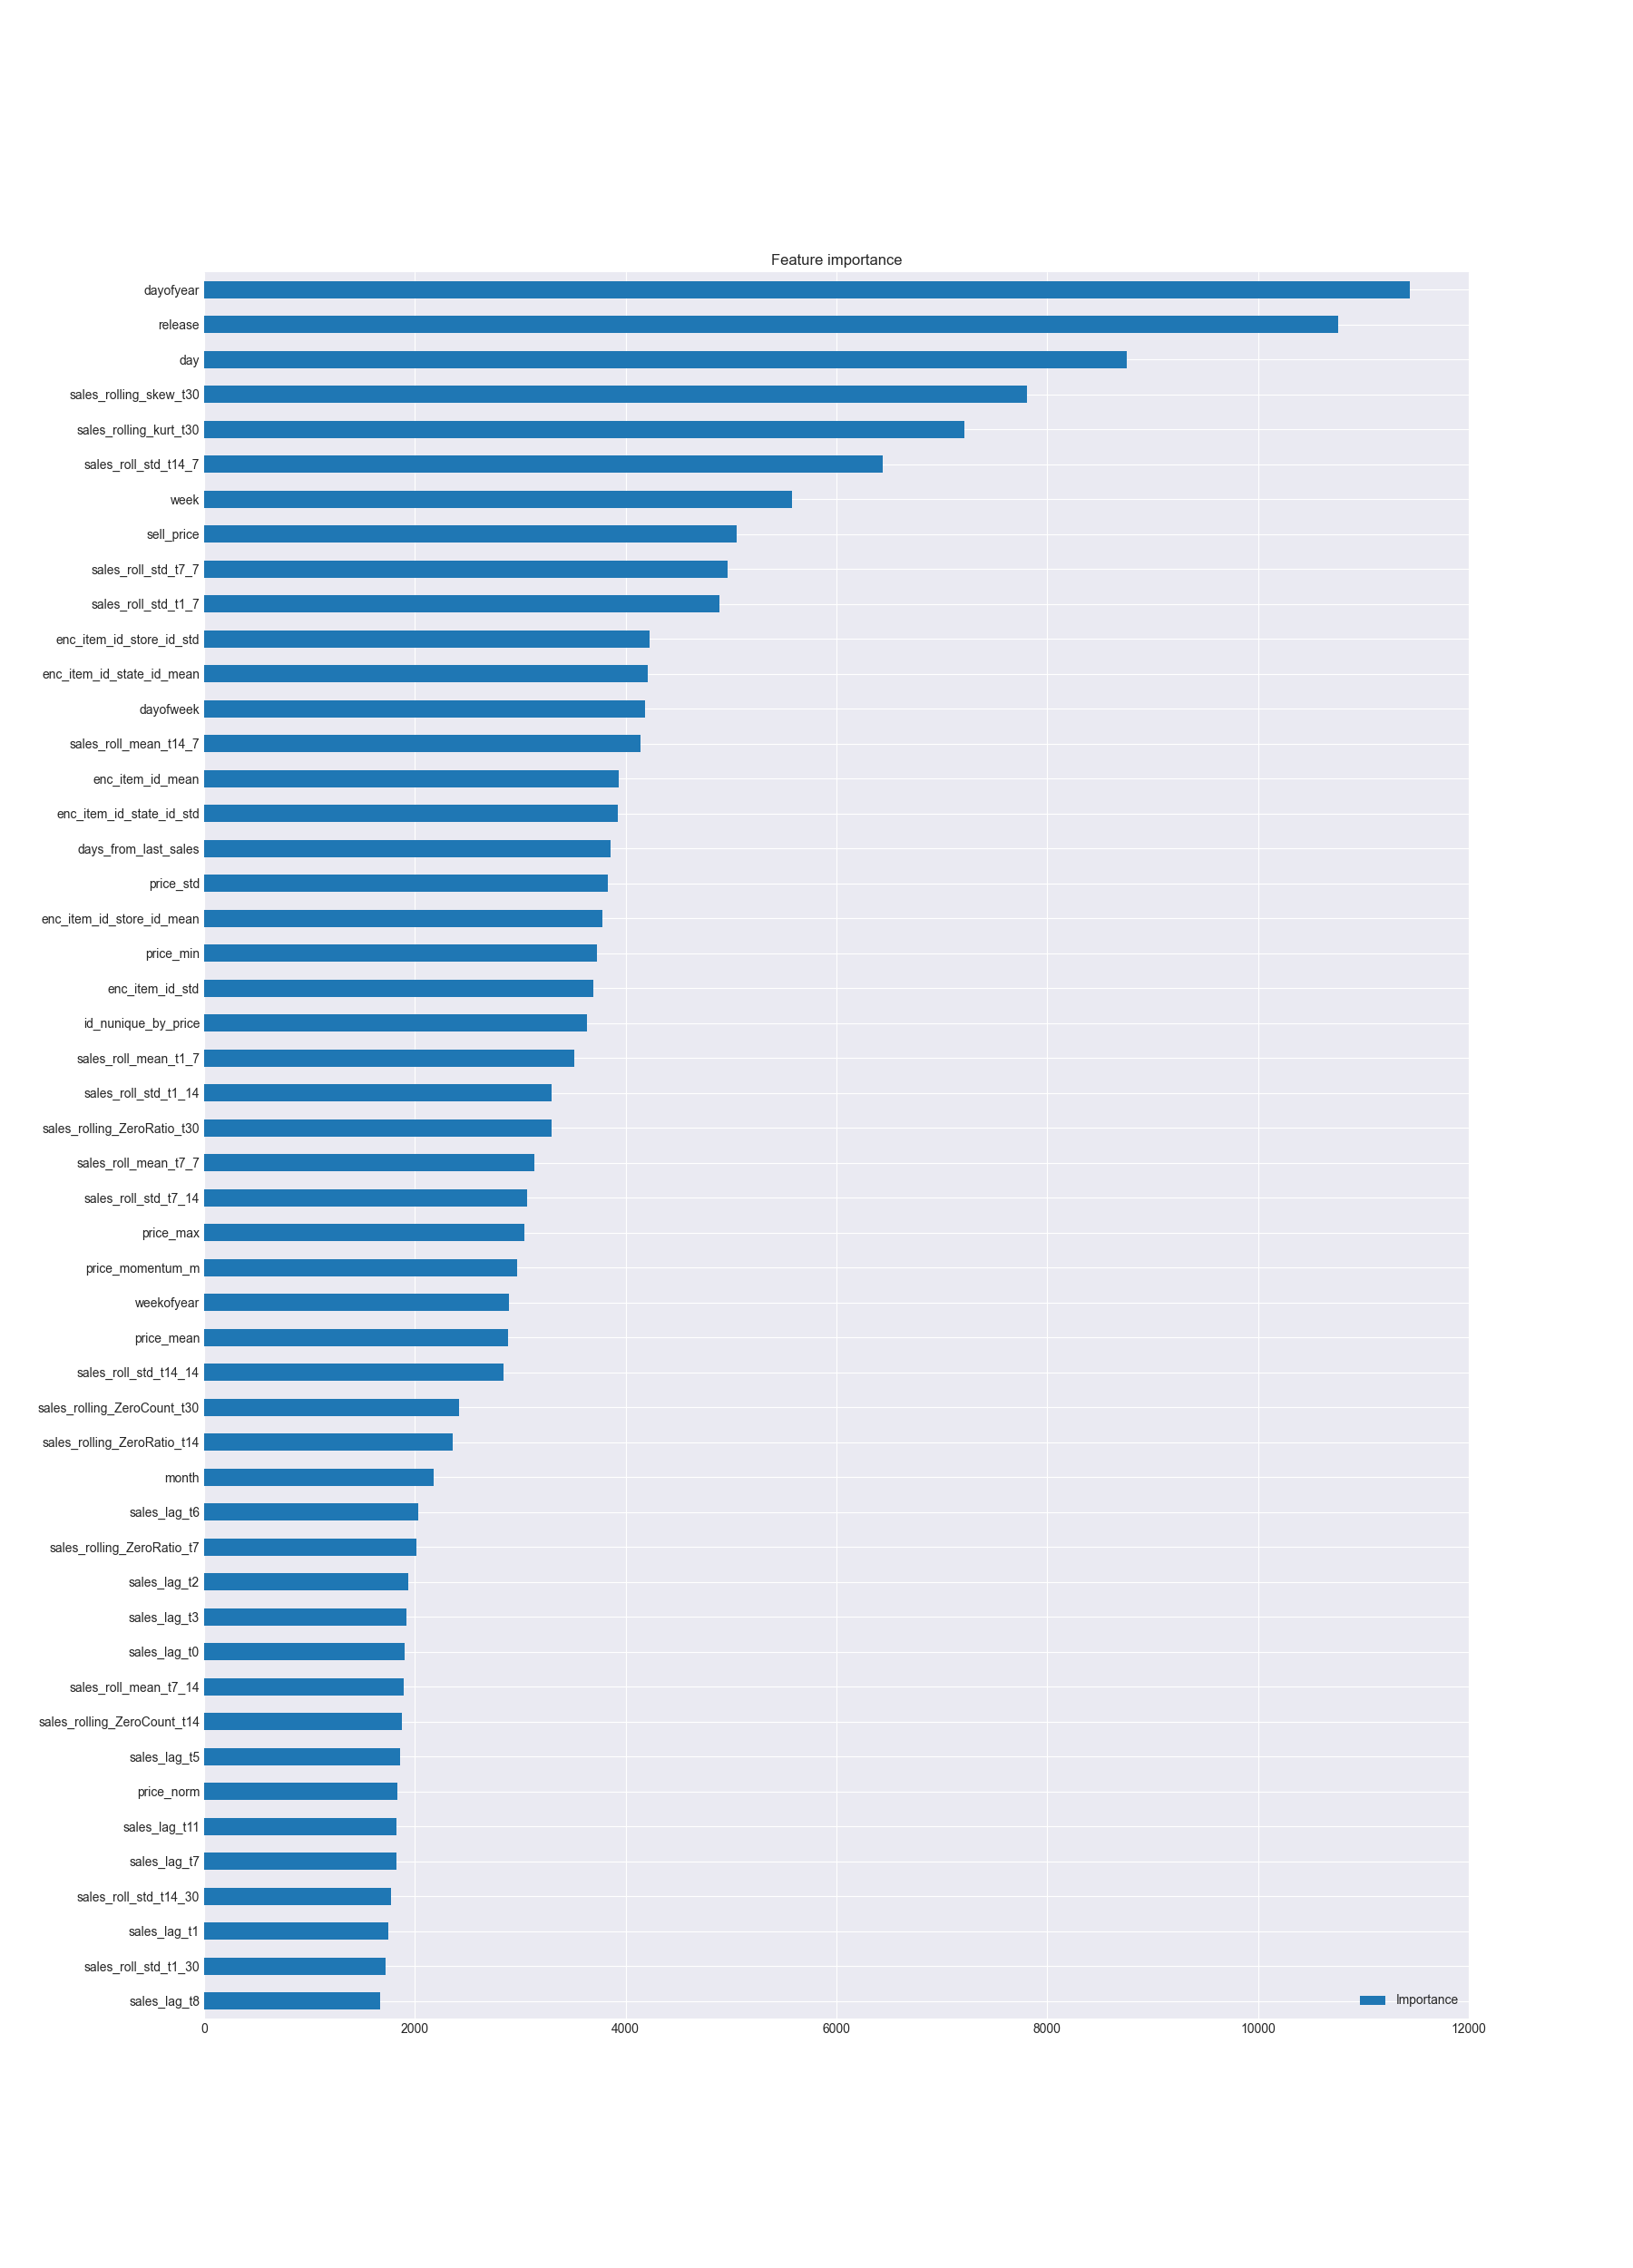 Feature importance
dayofyear
release
day
sales_rolling_skew_t30
sales_rolling_kurt_t30
sales_roll_std_t14_7
week
sell_price
sales_roll_std_t7_7
sales_roll_std_t1_7
enc_item_id_store_id_std
enc_item_id_state_id_mean
dayofweek
sales_roll_mean_t14_7
enc_item_id_mean
enc_item_id_state_id_std
days_from_last_sales
price_std
enc_item_id_store_id_mean
price_min
enc_item_id_std
id_nunique_by_price
sales_roll_mean_t1_7
sales_roll_std_t1_14
sales_rolling_ZeroRatio_t30
sales_roll_mean_t7_7
sales_roll_std_t7_14
price_max
price_momentum_m
weekofyear
price_mean
sales_roll_std_t14_14
sales_rolling_ZeroCount_t30
sales_rolling_ZeroRatio_t14
month
sales_lag_t6
sales_rolling_ZeroRatio_t7
sales_lag_t2
sales_lag_t3
sales_lag_t0
sales_roll_mean_t7_14
sales_rolling_ZeroCount_t14
sales_lag_t5
price_norm
sales_lag_t11
sales_lag_t7
sales_roll_std_t14_30
sales_lag_t1
sales_roll_std_t1_30
sales_lag_t8
Importance
0 2000 4000 6000 8000 10000 12000